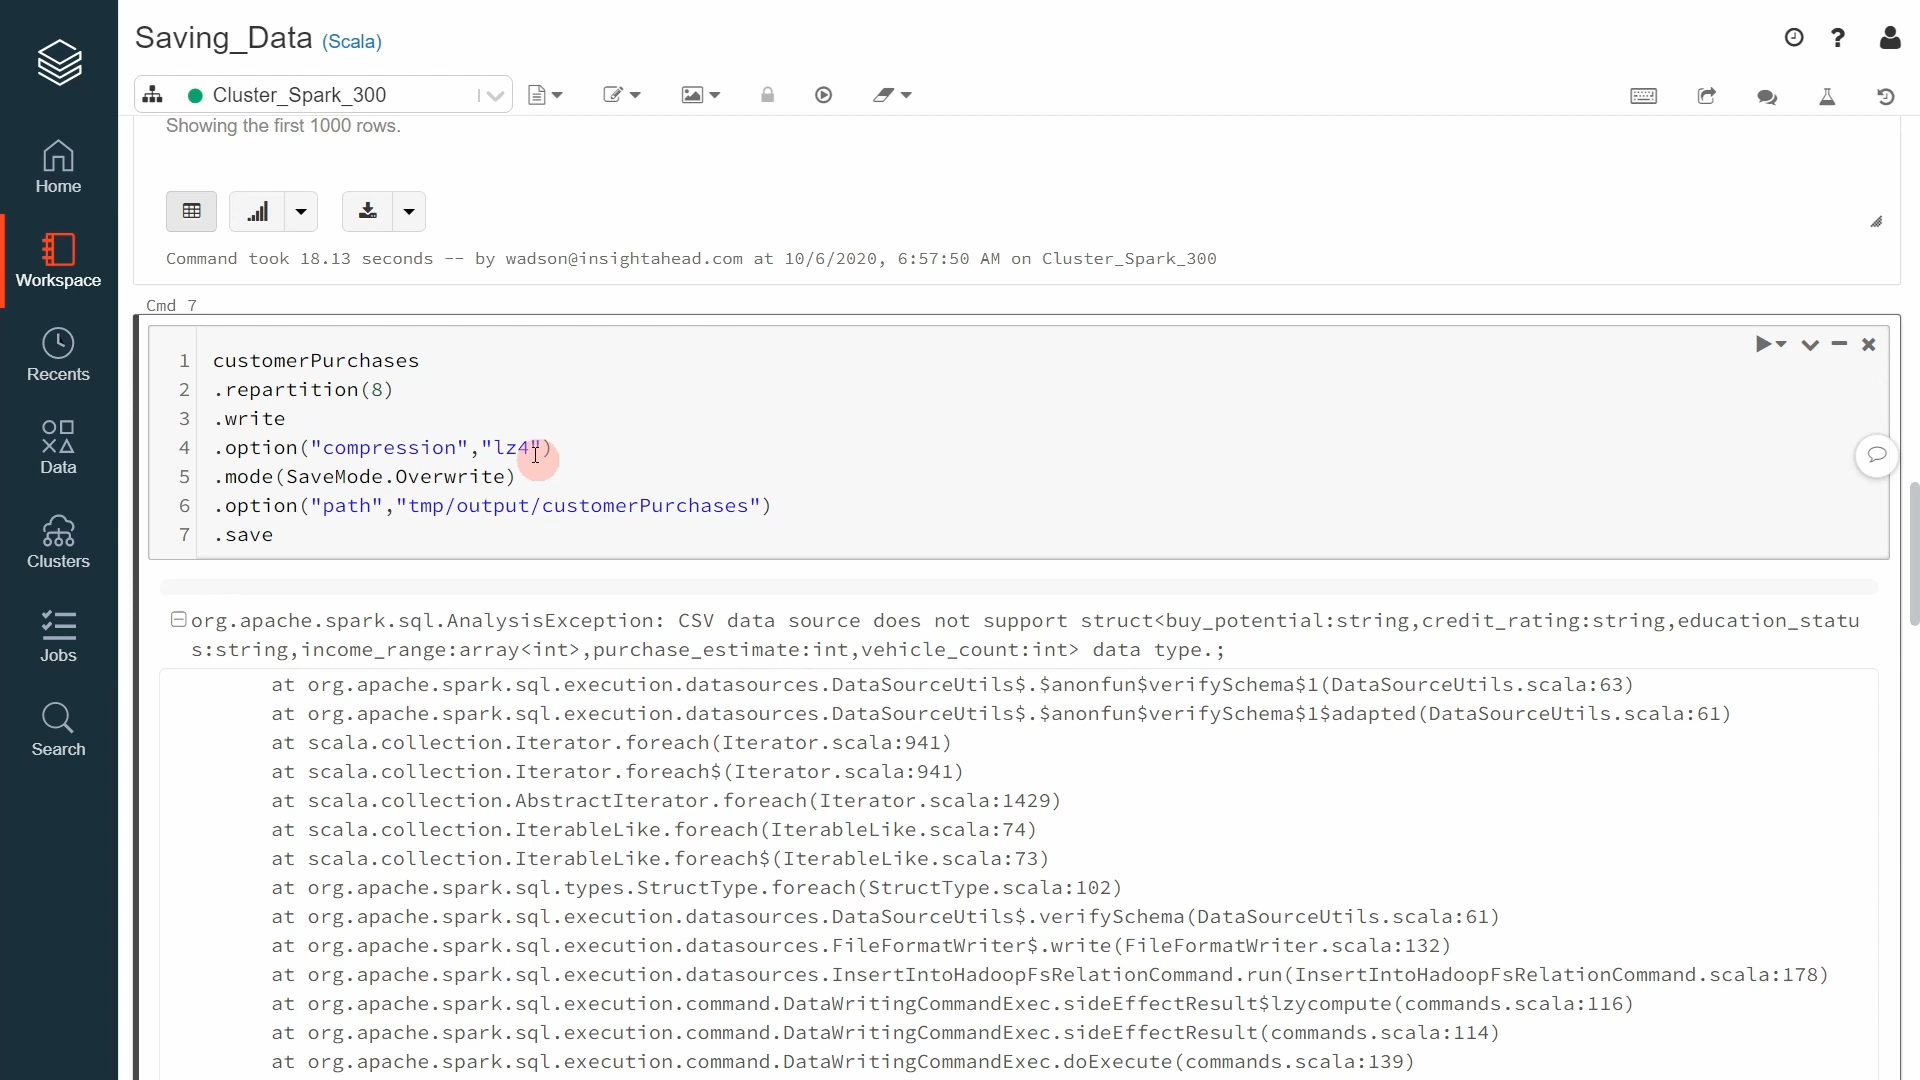 Saving_Data (Scala)
Cluster_Spark_300
Showing the first 1000 rows.
Home
Workspace
Recents
Data
Clusters
Jobs
Search
Command took 18.13 seconds -- by wadson@insightahead.com at 10/6/2020, 6:57:50 AM on Cluster_Spark_300
Cmd 7
1 customerPurchases
2 .repartition(8)
3 .write
4 .option("compression","lz4")
5 .mode(SaveMode.Overwrite)
6 .option("path","tmp/output/customerPurchases")
7 .save
org.apache.spark.sql.AnalysisException: CSV data source does not support struct<buy_potential:string,credit_rating:string,education_statu
s:string,income_range:array<int>,purchase_estimate:int,vehicle_count:int> data type.;
at org.apache.spark.sql.execution.datasources.DataSourceUtils$.$anonfun$verifySchema$1(DataSourceUtils.scala:63)
at org.apache.spark.sql.execution.datasources.DataSourceUtils$.$anonfun$verifySchema$1$adapted(DataSourceUtils.scala:61)
at scala.collection.Iterator.foreach(Iterator.scala:941)
at scala.collection.Iterator.foreach$(Iterator.scala:941)
at scala.collection.AbstractIterator.foreach(Iterator.scala:1429)
at scala.collection.IterableLike.foreach(IterableLike.scala:74)
at scala.collection.IterableLike.foreach$(IterableLike.scala:73)
at org.apache.spark.sql.types.StructType.foreach(StructType.scala:102)
at org.apache.spark.sql.execution.datasources.DataSourceUtils$.verifySchema(DataSourceUtils.scala:61)
at org.apache.spark.sql.execution.datasources.FileFormatWriter$.write(FileFormatWriter.scala:132)
at org.apache.spark.sql.execution.datasources.InsertIntoHadoopFsRelationCommand.run(InsertIntoHadoopFsRelationCommand.scala:178)
at org.apache.spark.sql.execution.command.DataWritingCommandExec.sideEffectResult$lzycompute(commands.scala:116)
at org.apache.spark.sql.execution.command.DataWritingCommandExec.sideEffectResult(commands.scala:114)
at org.apache.spark.sql.execution.command.DataWritingCommandExec.doExecute(commands.scala:139)